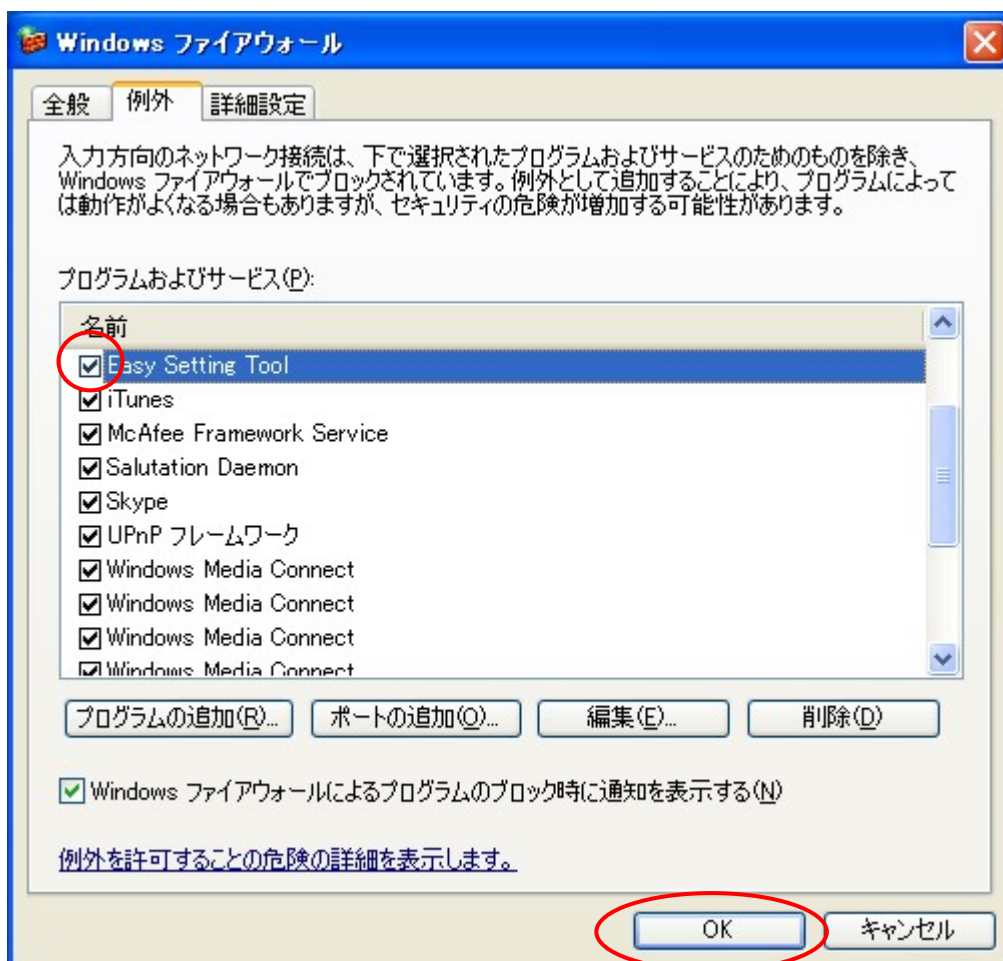 Windows ファイアウォール
全般 例外 詳細設定
入力方向のネットワーク接続は、下で選択されたプログラムおよびサービスのためのものを除き、
Windows ファイアウォールでブロックされています。例外として追加することにより、プログラムによって
は動作がよくなる場合もありますが、セキュリティの危険が増加する可能性があります。
プログラムおよびサービス(P):
名前
Easy Setting Tool
iTunes
McAfee Framework Service
Salutation Daemon
Skype
UPnP フレームワーク
Windows Media Connect
Windows Media Connect
Windows Media Connect
Windows Media Connect
プログラムの追加(R)... ポートの追加(O)... 編集(E)... 削除(D)
Windows ファイアウォールによるプログラムのブロック時に通知を表示する(N)
例外を許可することの危険の詳細を表示します。
OK キャンセル